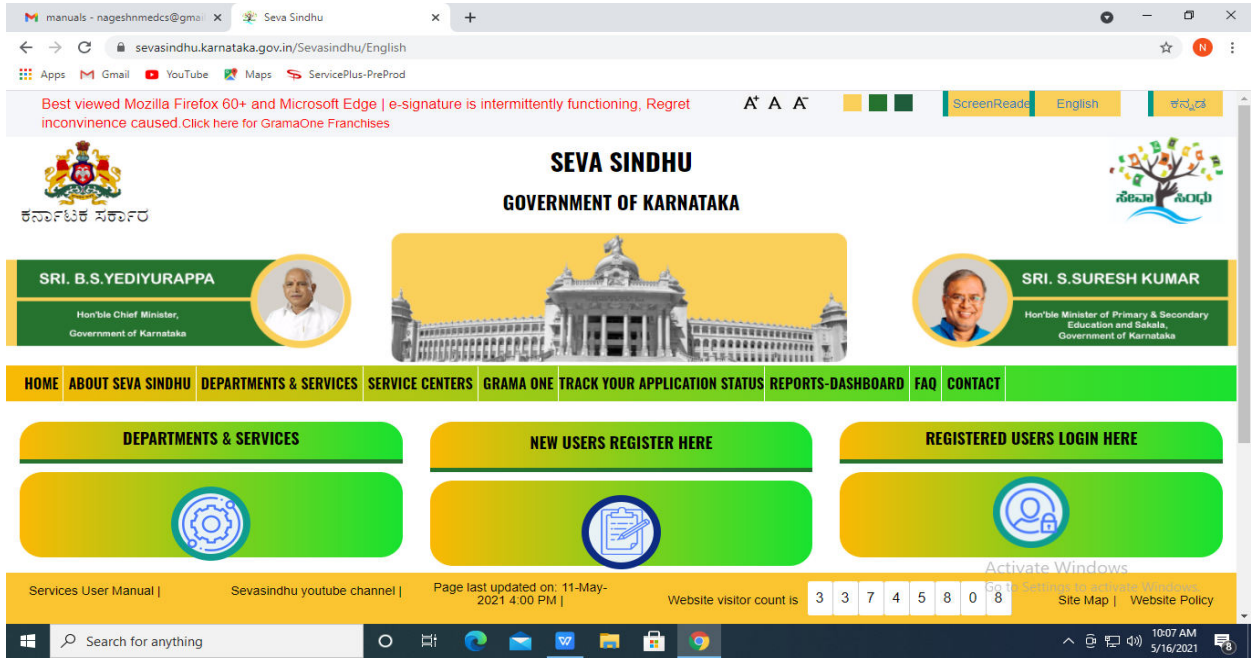 manuals - nageshnmedcs@gmai
Seva Sindhu
sevasindhu.karnataka.gov.in/Sevasindhu/English
N
Apps Gmail YouTube Maps ServicePlus-PreProd
Best viewed Mozilla Firefox 60+ and Microsoft Edge | e-signature is intermittently functioning, Regret
inconvinence caused.Click here for GramaOne Franchises
A+ A A-
ScreenReade English ಕನ್ನಡ
SEVA SINDHU
GOVERNMENT OF KARNATAKA
ಕರ್ನಾಟಕ ಸರ್ಕಾರ
ಸೇವಾ ಸಿಂಧು
SRI. B.S.YEDIYURAPPA
Hon'ble Chief Minister,
Government of Karnataka
SRI. S.SURESH KUMAR
Hon'ble Minister of Primary & Secondary
Education and Sakala,
Government of Karnataka
HOME ABOUT SEVA SINDHU DEPARTMENTS & SERVICES SERVICE CENTERS GRAMA ONE TRACK YOUR APPLICATION STATUS REPORTS-DASHBOARD FAQ CONTACT
DEPARTMENTS & SERVICES
NEW USERS REGISTER HERE
REGISTERED USERS LOGIN HERE
Activate Windows
Go to Settings to activate Windows.
Services User Manual |
Sevasindhu youtube channel |
Page last updated on: 11-May-
2021 4:00 PM |
Website visitor count is 3 3 7 4 5 8 0 8
Site Map | Website Policy
Search for anything
10:07 AM
5/16/2021
8